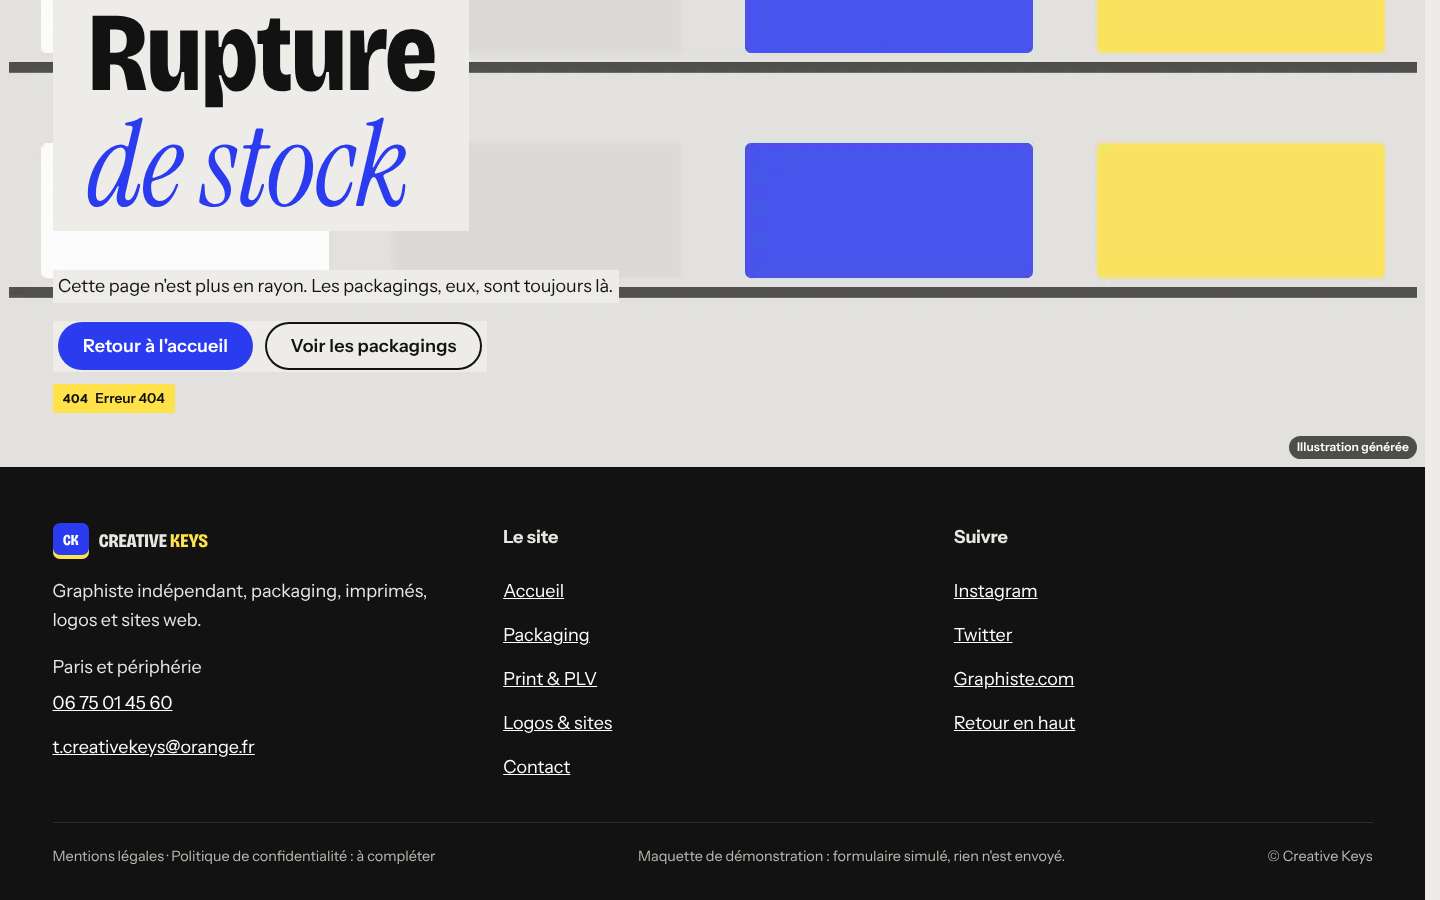 Rupture
de stock
Cette page n'est plus en rayon. Les packagings, eux, sont toujours là.
Retour à l'accueil
Voir les packagings
404 Erreur 404
Illustration générée
CK CREATIVE KEYS
Graphiste indépendant, packaging, imprimés,
logos et sites web.
Paris et périphérie
06 75 01 45 60
t.creativekeys@orange.fr
Le site
Accueil
Packaging
Print & PLV
Logos & sites
Contact
Suivre
Instagram
Twitter
Graphiste.com
Retour en haut
Mentions légales · Politique de confidentialité : à compléter
Maquette de démonstration : formulaire simulé, rien n'est envoyé.
© Creative Keys